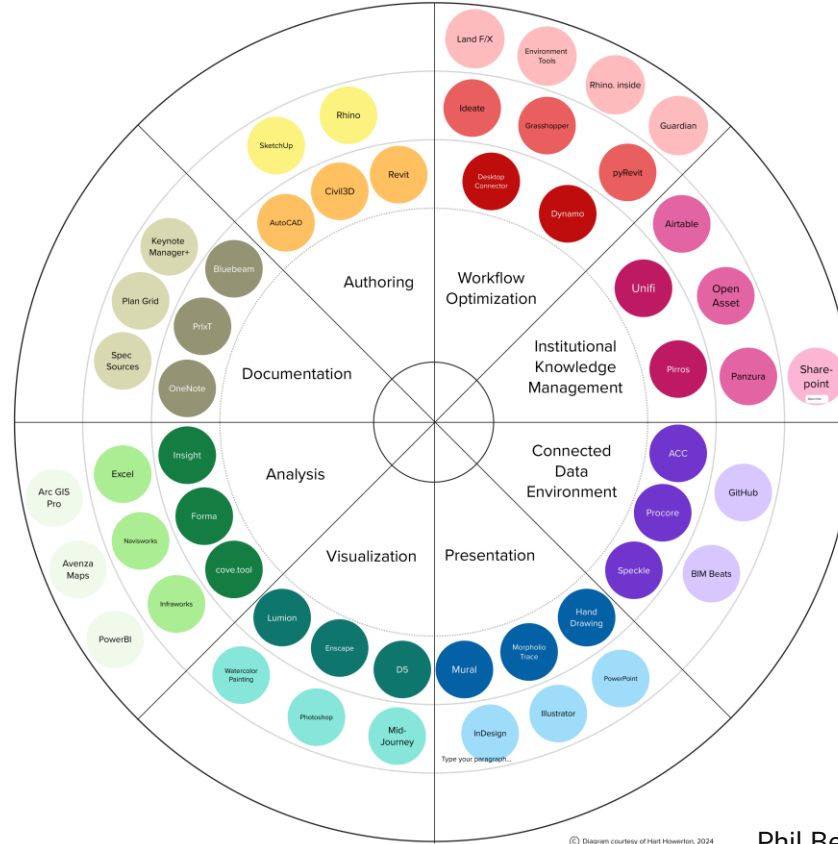 Land F/X
Environment
Tools
Rhino. inside
Guardian
Ideate
Grasshopper
pyRevit
Desktop
Connector
Dynamo
Workflow
Optimization
Airtable
Open
Asset
Unifi
Pirros
Panzura
Share-
point
Institutional
Knowledge
Management
ACC
Procore
Speckle
GitHub
BIM Beats
Connected
Data
Environment
Hand
Drawing
Morpholio
Trace
Mural
PowerPoint
Illustrator
InDesign
Type your paragraph...
Presentation
D5
Enscape
Lumion
Mid-
Journey
Photoshop
Watercolor
Painting
Visualization
Insight
Forma
cove.tool
Excel
Navisworks
Infraworks
Arc GIS
Pro
Avenza
Maps
PowerBI
Analysis
OneNote
PrlxT
Bluebeam
Spec
Sources
Plan Grid
Keynote
Manager+
Documentation
AutoCAD
Civil3D
Revit
SketchUp
Rhino
Authoring
© Diagram courtesy of Hart Howerton, 2024
Phil Be